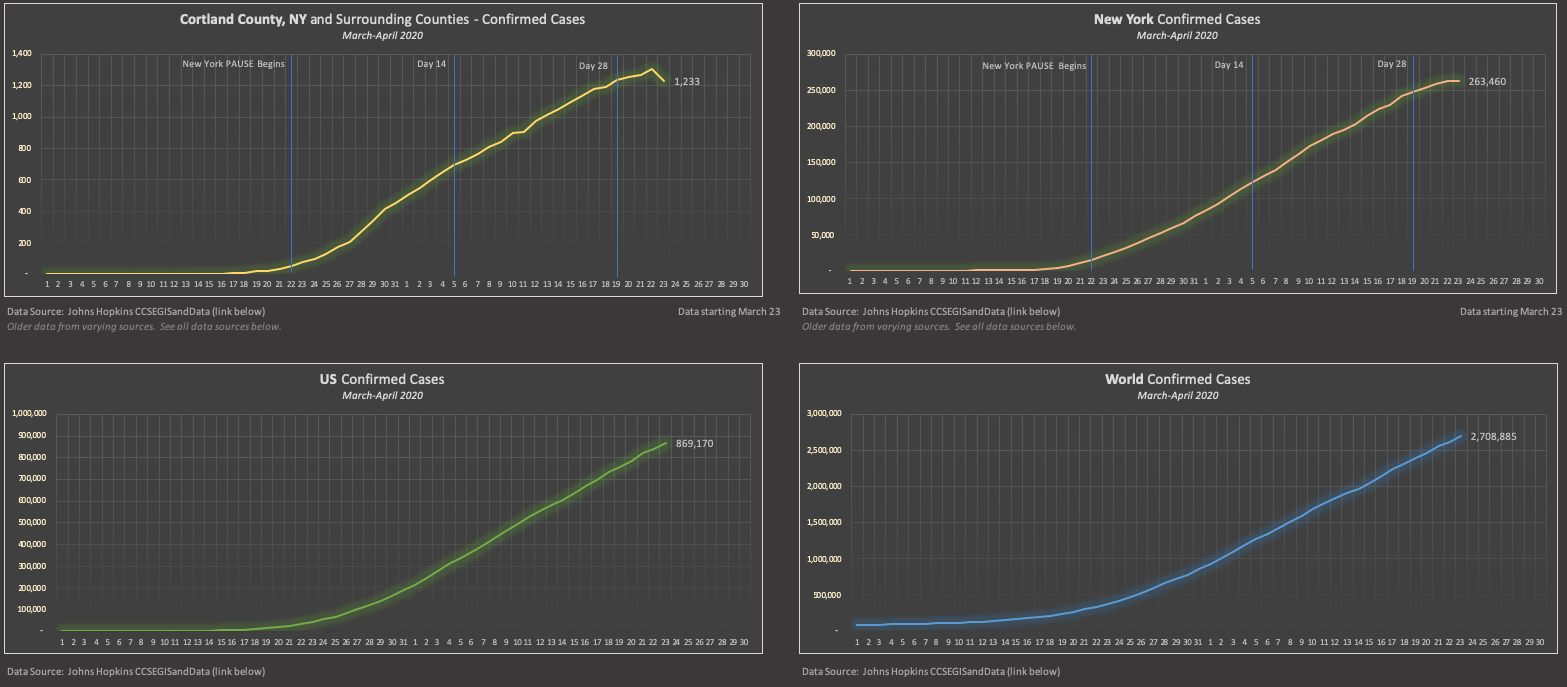 Cortland County, NY and Surrounding Counties - Confirmed Cases
March-April 2020
1,400
1,200
1,000
800
600
400
200
-
New York PAUSE Begins
Day 14
Day 28
1,233
1 2 3 4 5 6 7 8 9 10 11 12 13 14 15 16 17 18 19 20 21 22 23 24 25 26 27 28 29 30 31 1 2 3 4 5 6 7 8 9 10 11 12 13 14 15 16 17 18 19 20 21 22 23 24 25 26 27 28 29 30
Data Source: Johns Hopkins CCSEGISandData (link below)
Data starting March 23
Older data from varying sources. See all data sources below.
New York Confirmed Cases
March-April 2020
300,000
250,000
200,000
150,000
100,000
50,000
-
New York PAUSE Begins
Day 14
Day 28
263,460
1 2 3 4 5 6 7 8 9 10 11 12 13 14 15 16 17 18 19 20 21 22 23 24 25 26 27 28 29 30 31 1 2 3 4 5 6 7 8 9 10 11 12 13 14 15 16 17 18 19 20 21 22 23 24 25 26 27 28 29 30
Data Source: Johns Hopkins CCSEGISandData (link below)
Data starting March 23
Older data from varying sources. See all data sources below.
US Confirmed Cases
March-April 2020
1,000,000
900,000
800,000
700,000
600,000
500,000
400,000
300,000
200,000
100,000
-
869,170
1 2 3 4 5 6 7 8 9 10 11 12 13 14 15 16 17 18 19 20 21 22 23 24 25 26 27 28 29 30 31 1 2 3 4 5 6 7 8 9 10 11 12 13 14 15 16 17 18 19 20 21 22 23 24 25 26 27 28 29 30
Data Source: Johns Hopkins CCSEGISandData (link below)
World Confirmed Cases
March-April 2020
3,000,000
2,500,000
2,000,000
1,500,000
1,000,000
500,000
-
2,708,885
1 2 3 4 5 6 7 8 9 10 11 12 13 14 15 16 17 18 19 20 21 22 23 24 25 26 27 28 29 30 31 1 2 3 4 5 6 7 8 9 10 11 12 13 14 15 16 17 18 19 20 21 22 23 24 25 26 27 28 29 30
Data Source: Johns Hopkins CCSEGISandData (link below)